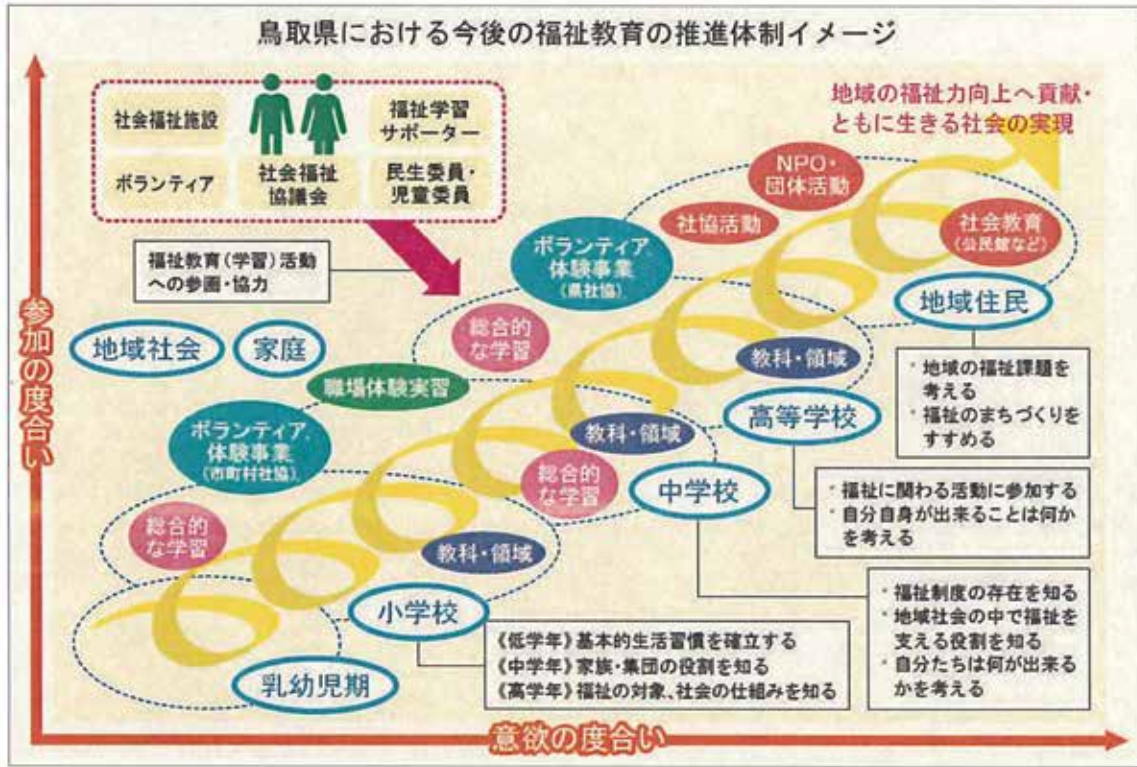 鳥取県における今後の福祉教育の推進体制イメージ
社会福祉施設
福祉学習
サポーター
ボランティア
社会福祉
協議会
民生委員・
児童委員
地域の福祉力向上へ貢献・
ともに生きる社会の実現
NPO・
団体活動
社協活動
社会教育
(公民館など)
ボランティア
体験事業
(県社協)
福祉教育(学習)活動
への参画・協力
地域住民
総合的
な学習
地域社会
家庭
教科・領域
・地域の福祉課題を
考える
・福祉のまちづくりを
すすめる
職場体験実習
高等学校
ボランティア
体験事業
(市町村社協)
教科・領域
総合的
な学習
中学校
・福祉に関わる活動に参加する
・自分自身が出来ることは何か
を考える
総合的
な学習
教科・領域
小学校
・福祉制度の存在を知る
・地域社会の中で福祉を
支える役割を知る
・自分たちは何が出来る
かを考える
《低学年》基本的生活習慣を確立する
《中学年》家族・集団の役割を知る
《高学年》福祉の対象、社会の仕組みを知る
乳幼児期
参加の度合い
意欲の度合い